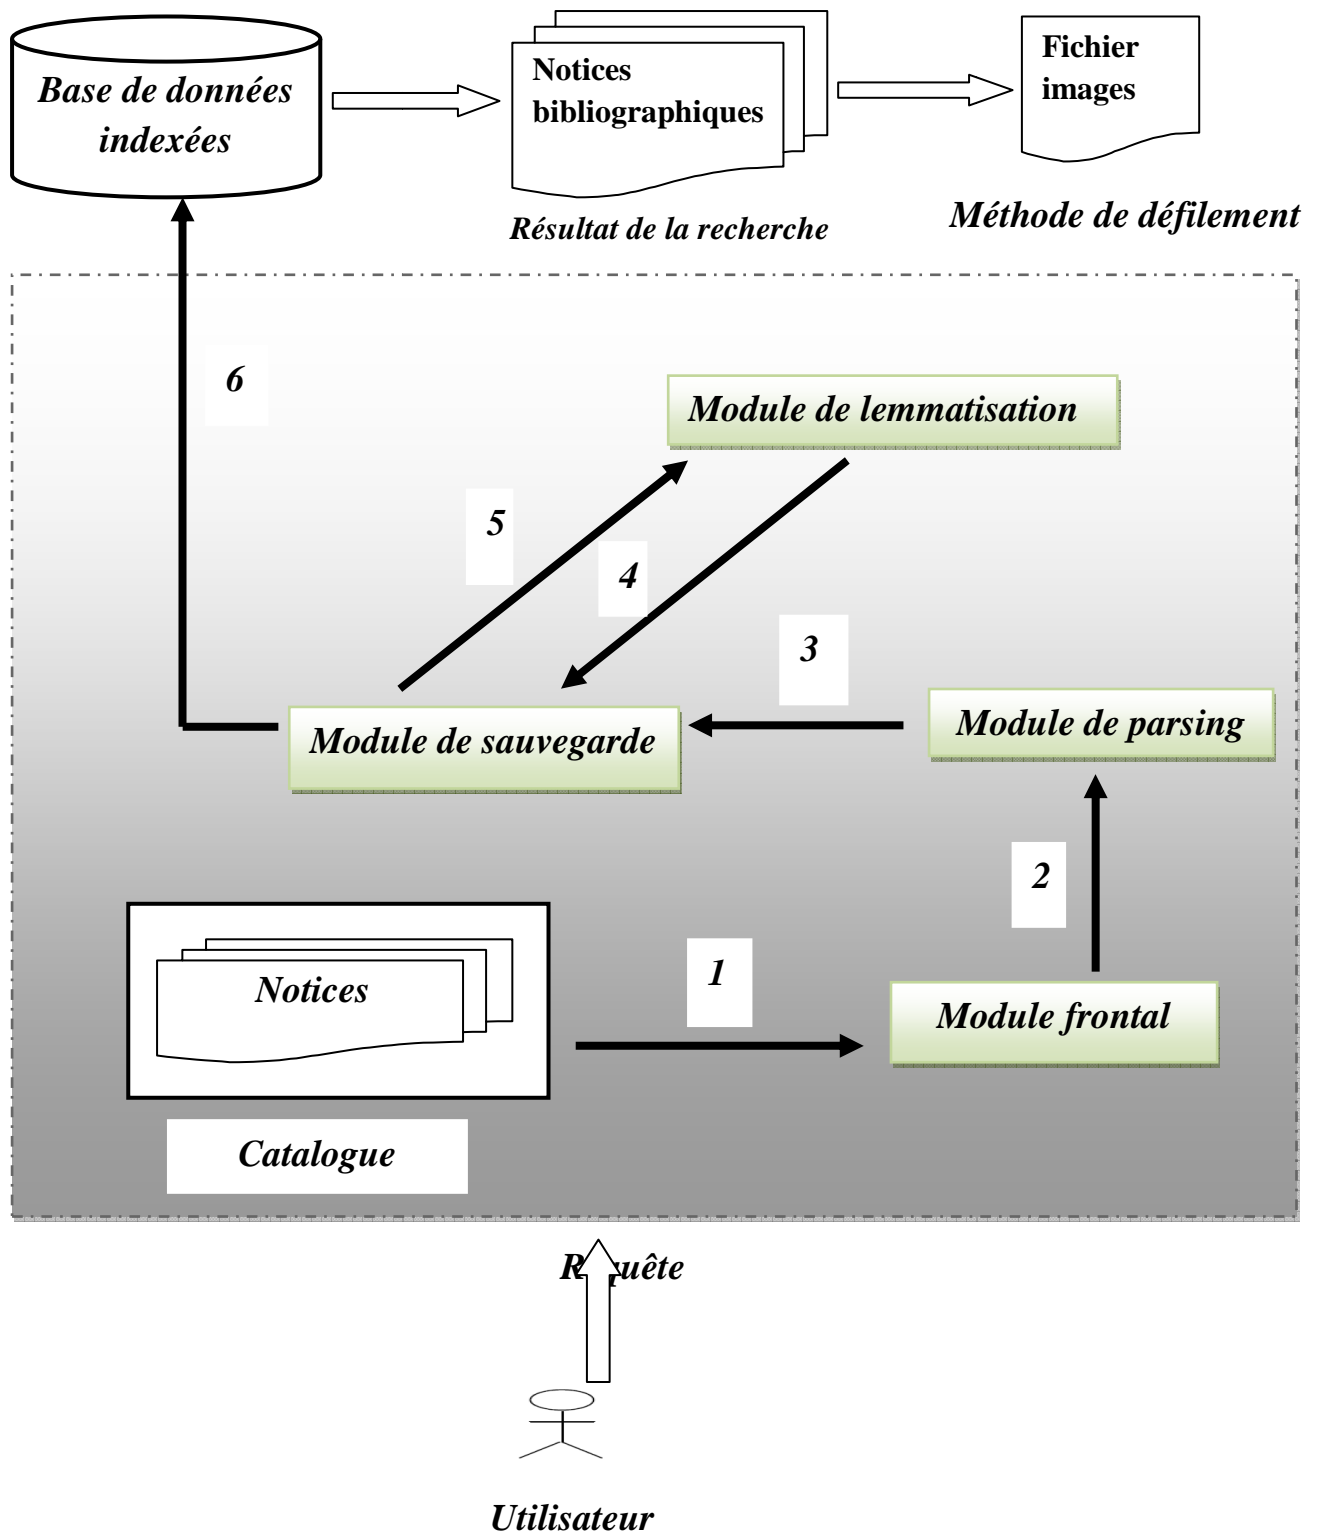 Base de données
indexées
Notices
bibliographiques
Fichier
images
Résultat de la recherche
Méthode de défilement
6
Module de lemmatisation
5
4
3
Module de sauvegarde
Module de parsing
2
Notices
1
Module frontal
Catalogue
Utilisateur